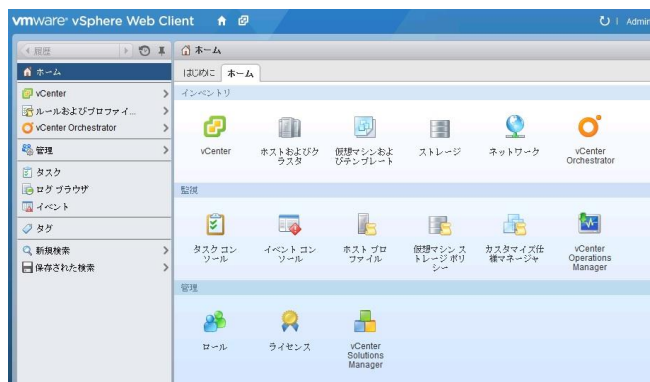 vmware® vSphere Web Client
Admin
履歴
ホーム
ホーム
はじめに ホーム
vCenter
ルールおよびプロファイ...
vCenter Orchestrator
管理
タスク
ログ ブラウザ
イベント
タグ
新規検索
保存された検索
インベントリ
vCenter
ホストおよびク
ラスタ
仮想マシンおよ
びテンプレート
ストレージ
ネットワーク
vCenter
Orchestrator
監視
タスク コン
ソール
イベント コン
ソール
ホスト プロ
ファイル
仮想マシン ス
トレージ ポリ
シー
カスタマイズ仕
様マネージャ
vCenter
Operations
Manager
管理
ロール
ライセンス
vCenter
Solutions
Manager